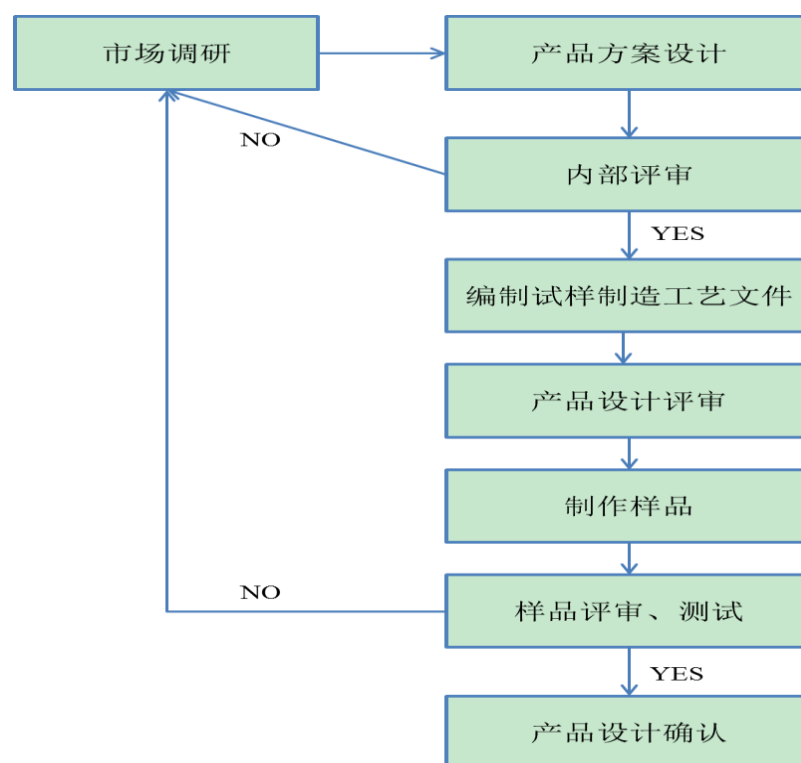 市场调研
产品方案设计
NO
内部评审
YES
编制试样制造工艺文件
产品设计评审
制作样品
NO
样品评审、测试
YES
产品设计确认